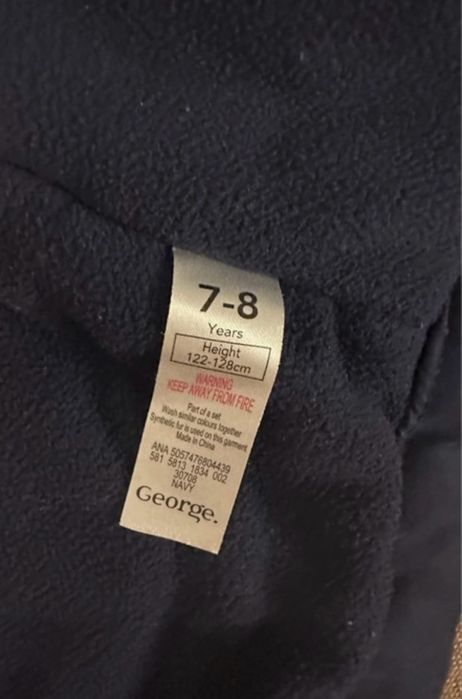 7-8
Years
Height
122-128cm
WARNING
KEEP AWAY FROM FIRE
Part of a set
Wash similar colours together
Synthetic fur is used on this garment
Made in China
ANA 5057476804439
581 5813 1834 002
30708
NAVY
George.